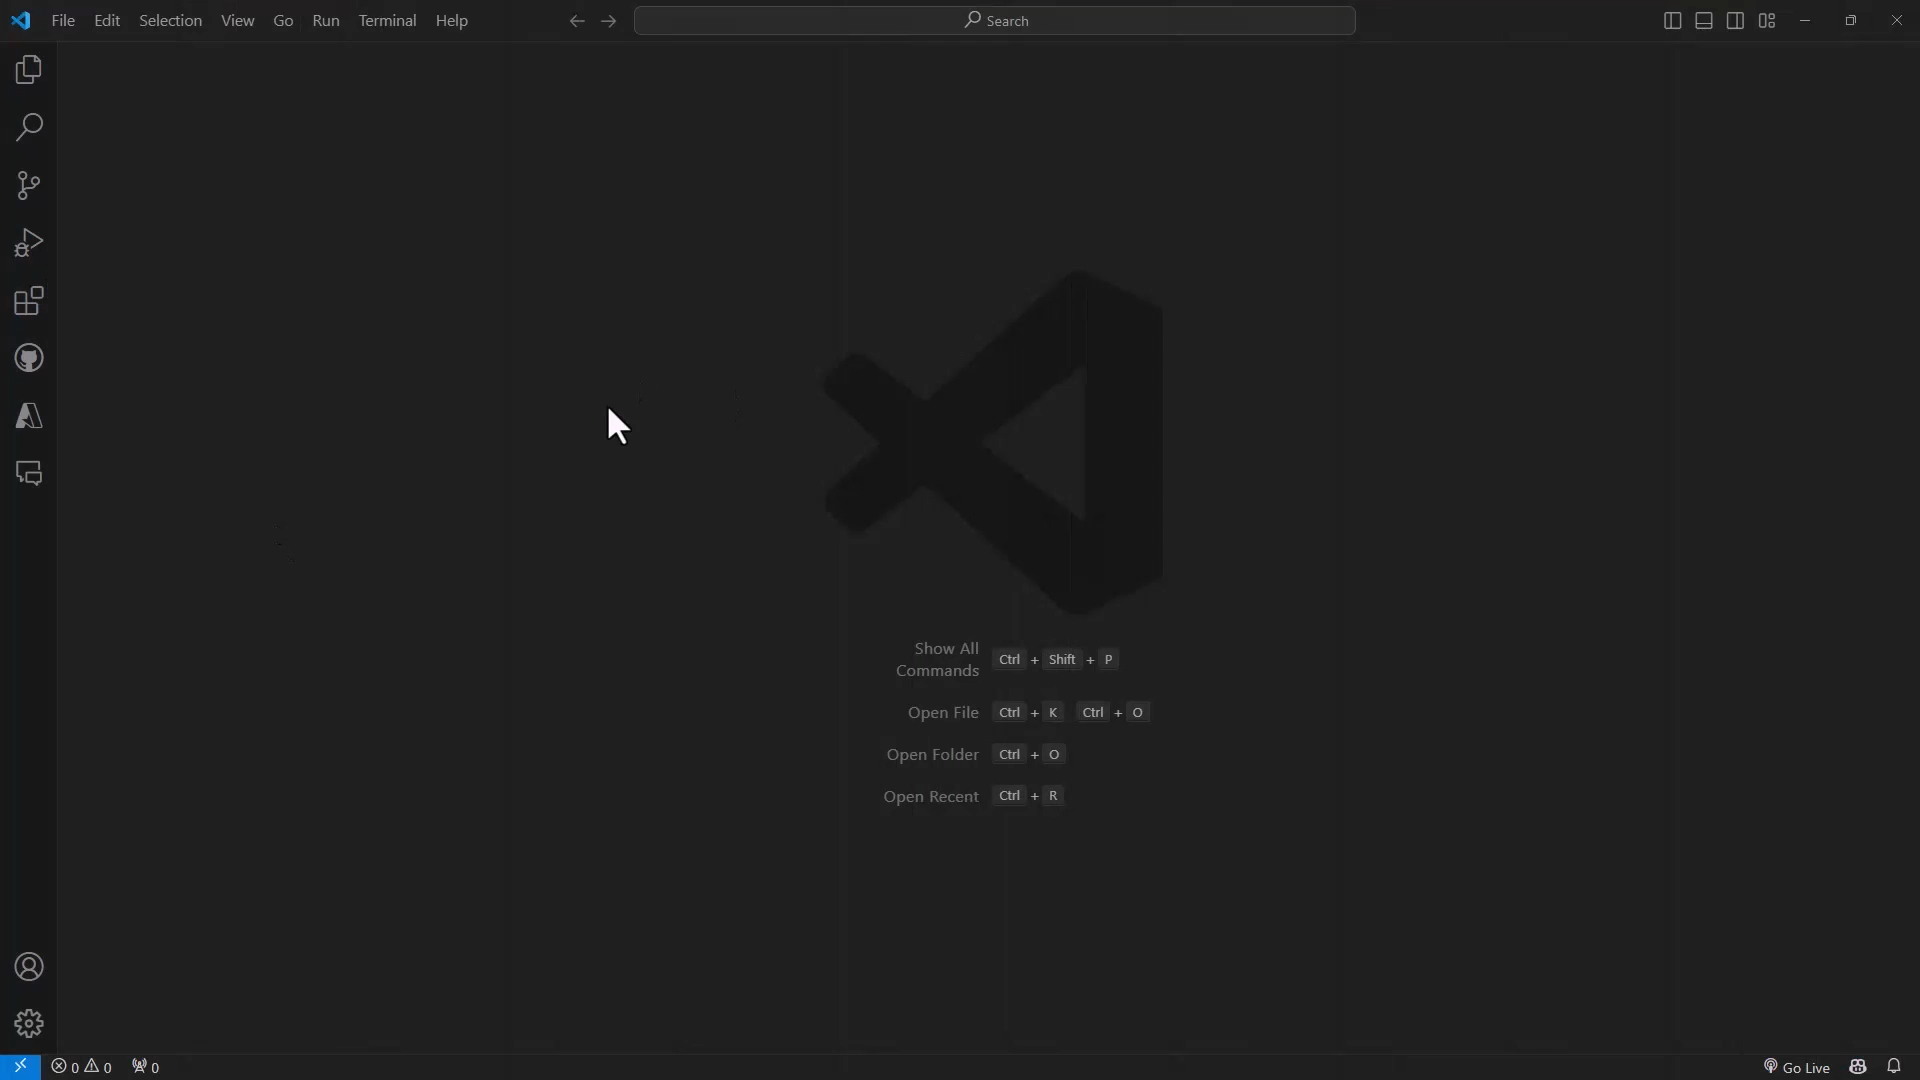 File Edit Selection View Go Run Terminal Help Search
Show All
Commands Ctrl + Shift + P
Open File Ctrl + K Ctrl + O
Open Folder Ctrl + O
Open Recent Ctrl + R
0 0 0 Go Live